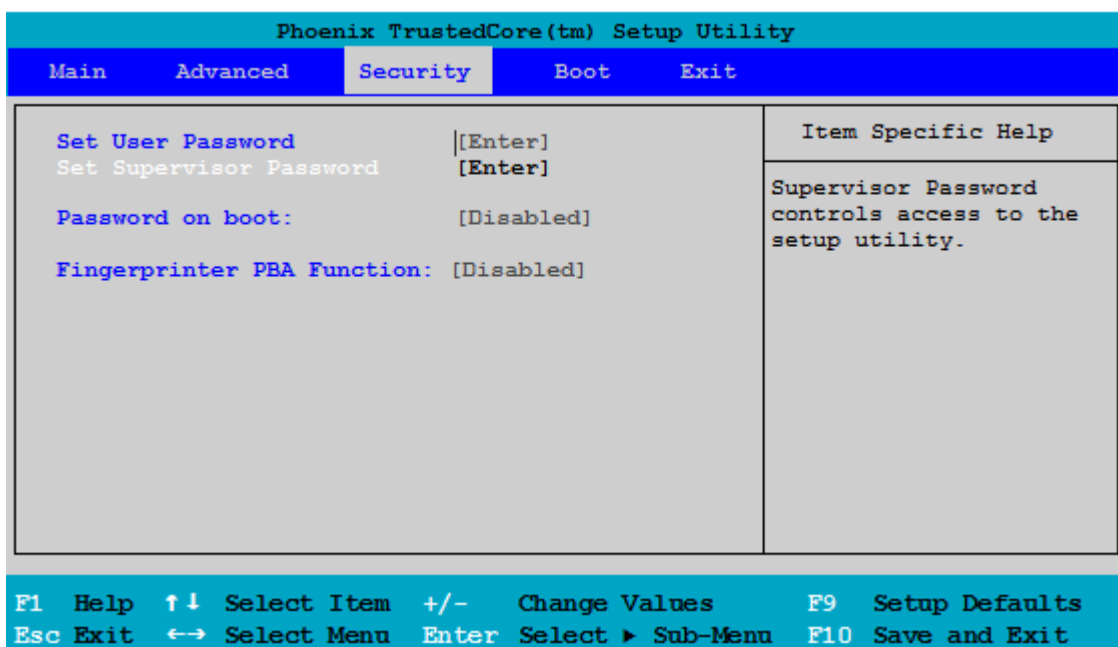 Phoenix TrustedCore(tm) Setup Utility
Main Advanced Security Boot Exit
Set User Password [Enter]
Set Supervisor Password [Enter]
Password on boot: [Disabled]
Fingerprinter PBA Function: [Disabled]
Item Specific Help
Supervisor Password
controls access to the
setup utility.
F1 Help ↑↓ Select Item +/- Change Values F9 Setup Defaults
Esc Exit ←→ Select Menu Enter Select ▶ Sub-Menu F10 Save and Exit